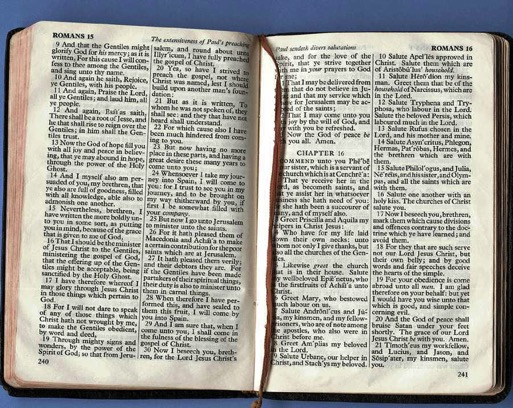 ROMANS 15
The extensiveness of Paul's preaching
9 And that the Gentiles might
glorify God for his mercy; as it is
written, For this cause I will con-
fess to thee among the Gentiles,
and sing unto thy name.
10 And again he saith, Rejoice,
ye Gentiles, with his people.
11 And again, Praise the Lord,
all ye Gentiles; and laud him, all
ye people.
12 And again, Esaias saith,
There shall be a root of Jesse, and
he that shall rise to reign over the
Gentiles; in him shall the Gen-
tiles trust.
13 Now the God of hope fill you
with all joy and peace in believ-
ing, that ye may abound in hope,
through the power of the Holy
Ghost.
14 And I myself also am per-
suaded of you, my brethren, that
ye also are full of goodness, filled
with all knowledge, able also to
admonish one another.
15 Nevertheless, brethren, I
have written the more boldly un-
to you in some sort, as putting
you in mind, because of the grace
that is given to me of God,
16 That I should be the minister
of Jesus Christ to the Gentiles,
ministering the gospel of God,
that the offering up of the Gen-
tiles might be acceptable, being
sanctified by the Holy Ghost.
17 I have therefore whereof I
may glory through Jesus Christ
in those things which pertain to
God.
18 For I will not dare to speak
of any of those things which
Christ hath not wrought by me,
to make the Gentiles obedient,
by word and deed,
19 Through mighty signs and
wonders, by the power of the
Spirit of God; so that from Jeru-
240
salem, and round about unto
Illyricum, I have fully preached
the gospel of Christ.
20 Yea, so have I strived to
preach the gospel, not where
Christ was named, lest I should
build upon another man's foun-
dation:
21 But as it is written, To
whom he was not spoken of, they
shall see: and they that have not
heard shall understand.
22 For which cause also I have
been much hindered from com-
ing to you.
23 But now having no more
place in these parts, and having a
great desire these many years to
come unto you;
24 Whensoever I take my jour-
ney into Spain, I will come to
you: for I trust to see you in my
journey, and to be brought on
my way thitherward by you, if
first I be somewhat filled with
your company.
25 But now I go unto Jerusalem
to minister unto the saints.
26 For it hath pleased them of
Macedonia and Achaia to make
a certain contribution for the poor
saints which are at Jerusalem.
27 It hath pleased them verily;
and their debtors they are. For
if the Gentiles have been made
partakers of their spiritual things,
their duty is also to minister unto
them in carnal things.
28 When therefore I have per-
formed this, and have sealed to
them this fruit, I will come by
you into Spain.
29 And I am sure that, when I
come unto you, I shall come in
the fulness of the blessing of the
gospel of Christ.
30 Now I beseech you, breth-
ren, for the Lord Jesus Christ's
Paul sendeth divers salutations
ROMANS 16
sake, and for the love of the
Spirit, that ye strive together
with me in your prayers to God
for me;
31 That I may be delivered from
them that do not believe in Ju-
and that my service which
have for Jerusalem may be ac-
of the saints;
That I may come unto you
joy by the will of God, and
with you be refreshed.
Now the God of peace be
you all. Amen.
CHAPTER 16
COMMEND unto you Phebe
our sister, which is a servant of
church which is at Cenchrea:
That ye receive her in the
Lord, as becometh saints, and
ye assist her in whatsoever
business she hath need of you:
she hath been a succourer of
many, and of myself also.
Greet Priscilla and Aquila my
helpers in Christ Jesus:
Who have for my life laid
down their own necks: unto
whom not only I give thanks, but
also all the churches of the Gen-
tiles.
Likewise greet the church
that is in their house. Salute
my wellbeloved Epænetus, who
is the firstfruits of Achaia unto
Christ.
Greet Mary, who bestowed
much labour on us.
Salute Andronicus and Ju-
my kinsmen, and my fellow-
prisoners, who are of note among
the apostles, who also were in
Christ before me.
Greet Amplias my beloved
in the Lord.
9 Salute Urbane, our helper in
Christ, and Stachys my beloved.
10 Salute Apelles approved in
Christ. Salute them which are
of Aristobulus' household.
11 Salute Herodion my kins-
man. Greet them that be of the
household of Narcissus, which are
in the Lord.
12 Salute Tryphena and Try-
phosa, who labour in the Lord.
Salute the beloved Persis, which
laboured much in the Lord.
13 Salute Rufus chosen in the
Lord, and his mother and mine.
14 Salute Asyncritus, Phlegon,
Hermas, Patrobas, Hermes, and
the brethren which are with
them.
15 Salute Philologus, and Julia,
Nereus, and his sister, and Olym-
pas, and all the saints which are
with them.
16 Salute one another with an
holy kiss. The churches of Christ
salute you.
17 Now I beseech you, brethren,
mark them which cause divisions
and offences contrary to the doc-
trine which ye have learned; and
avoid them.
18 For they that are such serve
not our Lord Jesus Christ, but
their own belly; and by good
words and fair speeches deceive
the hearts of the simple.
19 For your obedience is come
abroad unto all men. I am glad
therefore on your behalf: but yet
I would have you wise unto that
which is good, and simple con-
cerning evil.
20 And the God of peace shall
bruise Satan under your feet
shortly. The grace of our Lord
Jesus Christ be with you. Amen.
21 Timotheus my workfellow,
and Lucius, and Jason, and
Sosipater, my kinsmen, salute
you.
241